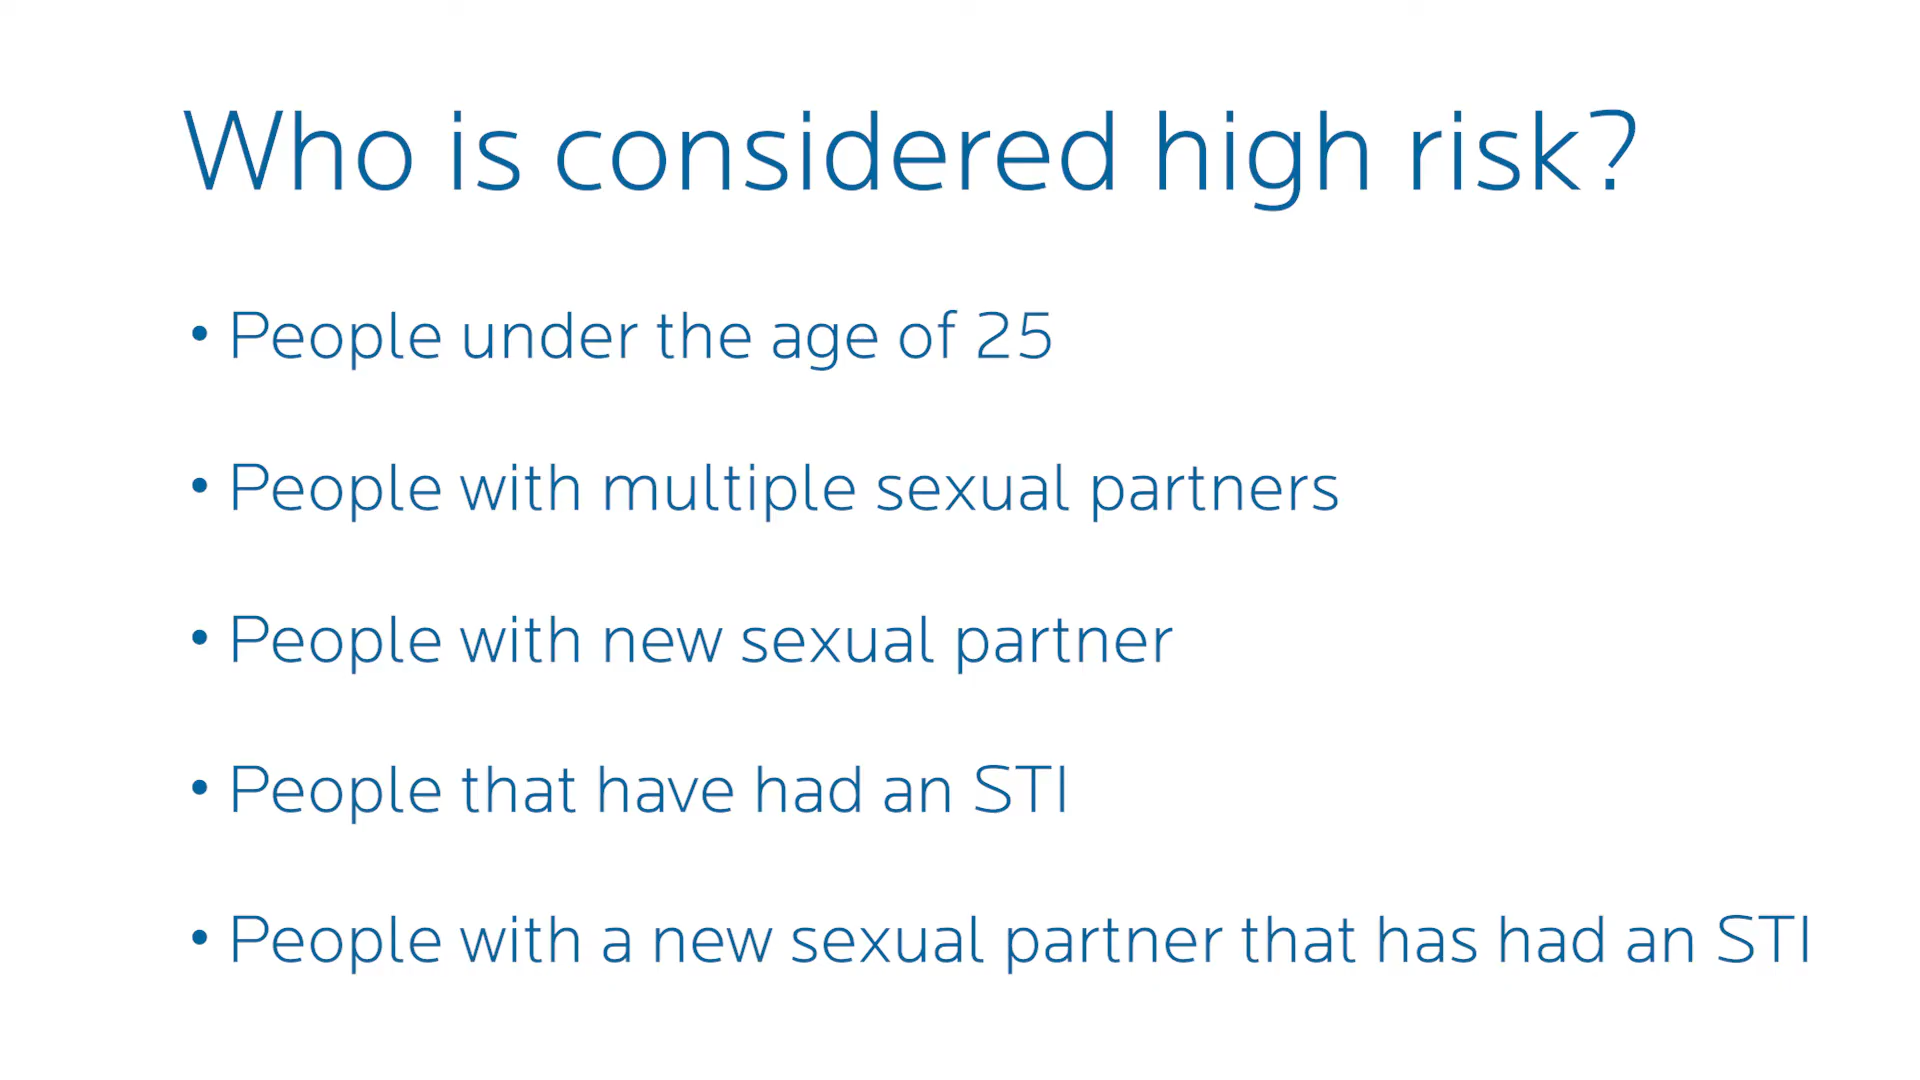 Who is considered high risk?
• People under the age of 25
• People with multiple sexual partners
• People with new sexual partner
• People that have had an STI
• People with a new sexual partner that has had an STI